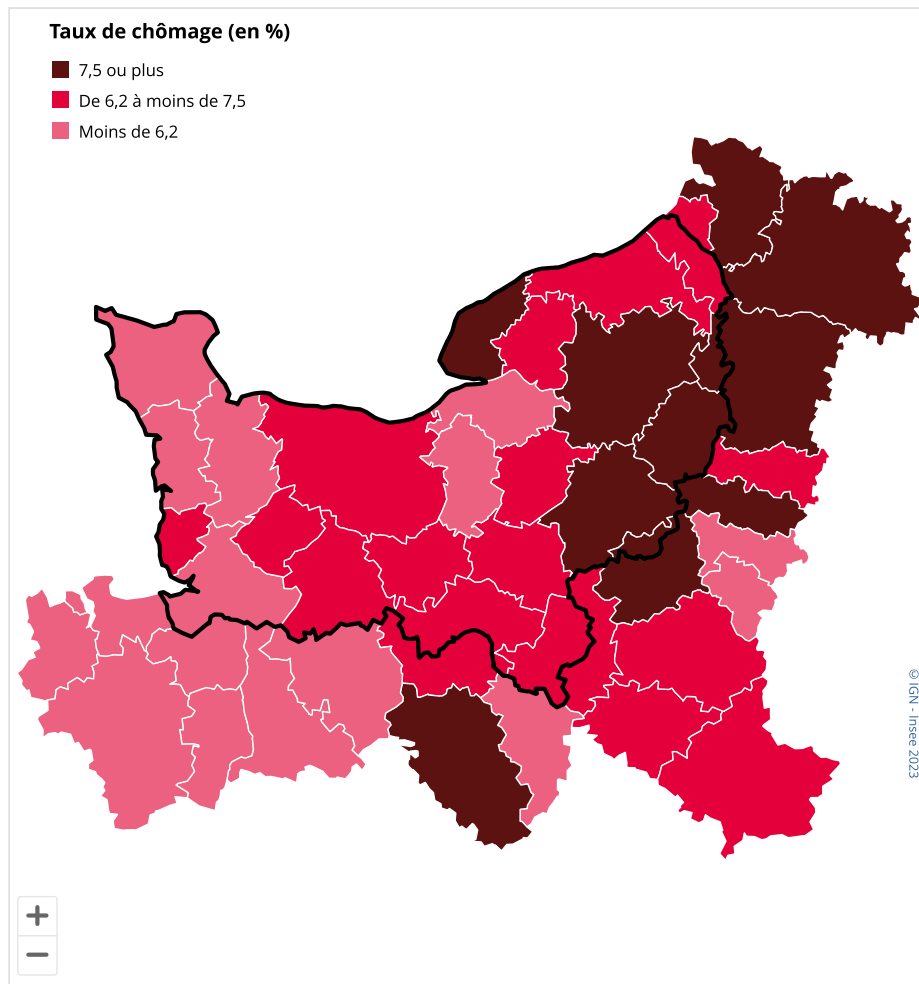 Taux de chômage (en %)
7,5 ou plus
De 6,2 à moins de 7,5
Moins de 6,2
© IGN - Insee 2023